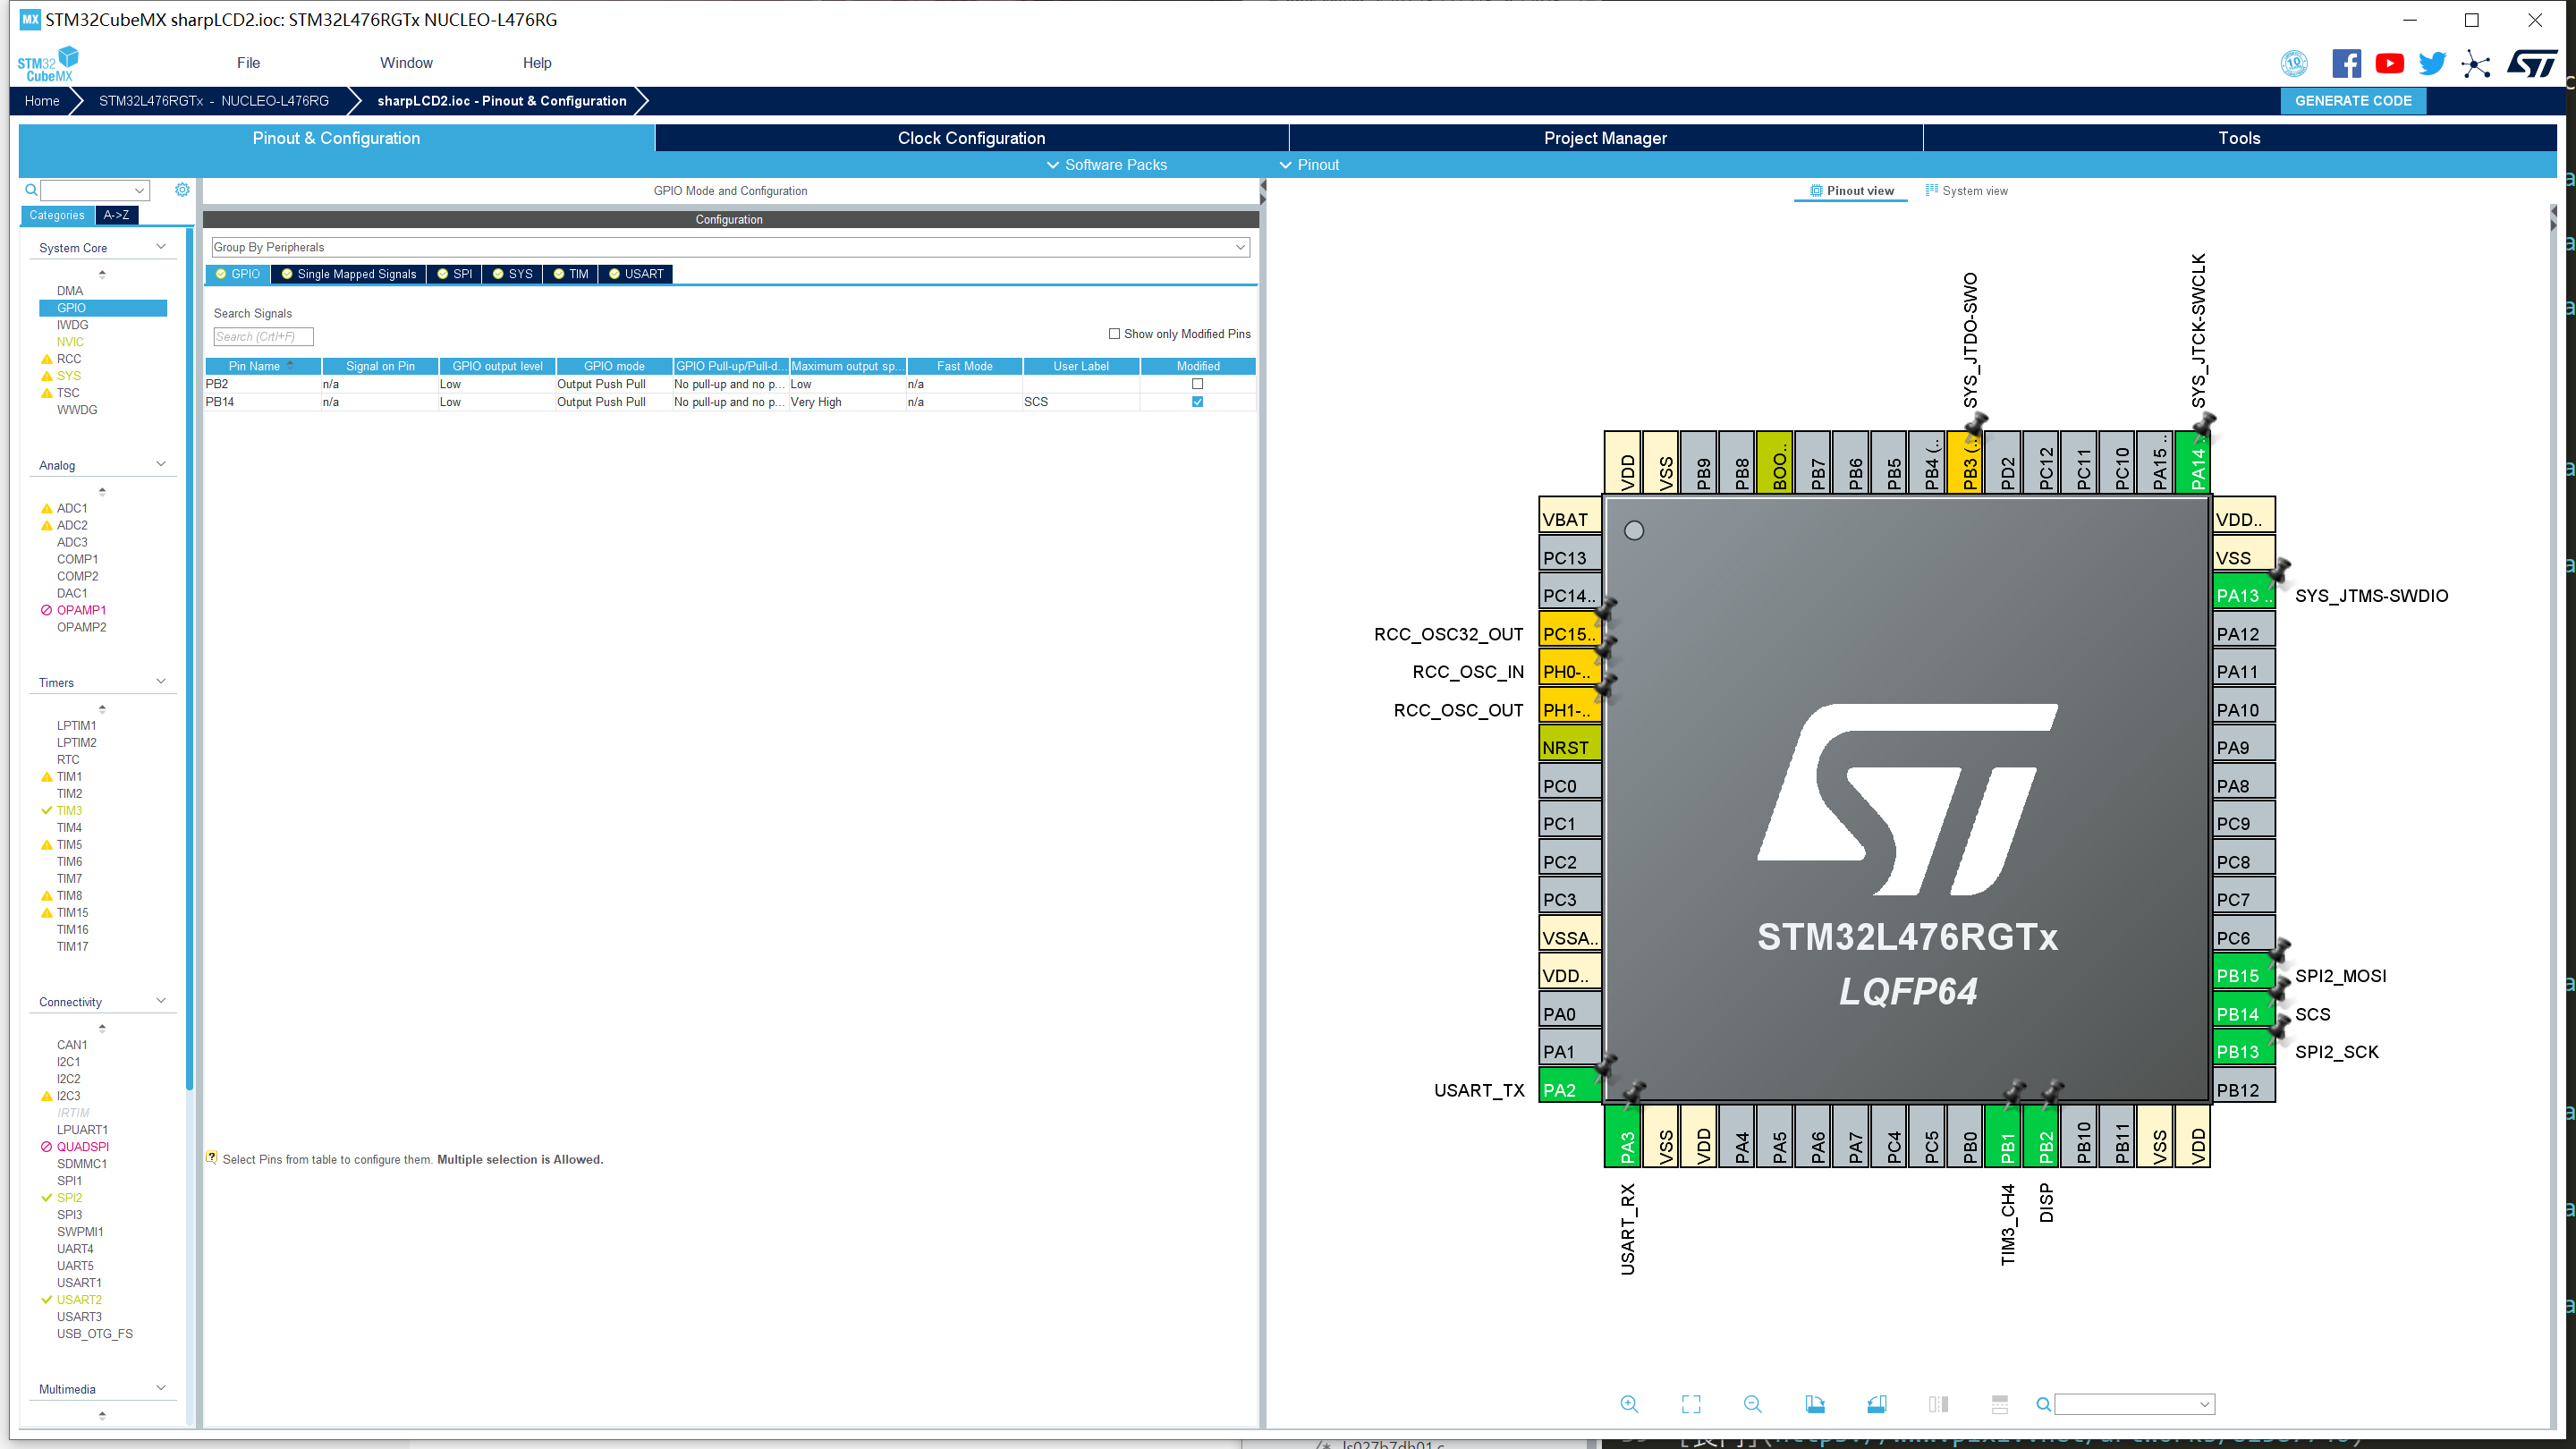 MX STM32CubeMX sharpLCD2.ioc: STM32L476RGTx NUCLEO-L476RG
STM32 CubeMX
File
Window
Help
10
ST
Home
STM32L476RGTx - NUCLEO-L476RG
sharpLCD2.ioc - Pinout & Configuration
GENERATE CODE
Pinout & Configuration
Clock Configuration
Project Manager
Tools
Software Packs
Pinout
Categories
A->Z
System Core
DMA
GPIO
IWDG
NVIC
RCC
SYS
TSC
WWDG
Analog
ADC1
ADC2
ADC3
COMP1
COMP2
DAC1
OPAMP1
OPAMP2
Timers
LPTIM1
LPTIM2
RTC
TIM1
TIM2
TIM3
TIM4
TIM5
TIM6
TIM7
TIM8
TIM15
TIM16
TIM17
Connectivity
CAN1
I2C1
I2C2
I2C3
IRTIM
LPUART1
QUADSPI
SDMMC1
SPI1
SPI2
SPI3
SWPMI1
UART4
UART5
USART1
USART2
USART3
USB_OTG_FS
Multimedia
GPIO Mode and Configuration
Configuration
Group By Peripherals
GPIO
Single Mapped Signals
SPI
SYS
TIM
USART
Search Signals
Search (Crtl+F)
Show only Modified Pins
Pin Name Signal on Pin GPIO output level GPIO mode GPIO Pull-up/Pull-d... Maximum output sp... Fast Mode User Label Modified
PB2 n/a Low Output Push Pull No pull-up and no p... Low n/a
PB14 n/a Low Output Push Pull No pull-up and no p... Very High n/a SCS
Select Pins from table to configure them. Multiple selection is Allowed.
Pinout view
System view
SYS_JTDO-SWO
SYS_JTCK-SWCLK
VDD
VSS
PB9
PB8
BOO..
PB7
PB6
PB5
PB4 (..
PB3 (..
PD2
PC12
PC11
PC10
PA15 ..
PA14 ..
VBAT
PC13
PC14..
RCC_OSC32_OUT PC15..
RCC_OSC_IN PH0-..
RCC_OSC_OUT PH1-..
NRST
PC0
PC1
PC2
PC3
VSSA..
VDD..
PA0
PA1
USART_TX PA2
STM32L476RGTx
LQFP64
VDD..
VSS
PA13 .. SYS_JTMS-SWDIO
PA12
PA11
PA10
PA9
PA8
PC9
PC8
PC7
PC6
PB15 SPI2_MOSI
PB14 SCS
PB13 SPI2_SCK
PB12
PA3
VSS
VDD
PA4
PA5
PA6
PA7
PC4
PC5
PB0
PB1
PB2
PB10
PB11
VSS
VDD
USART_RX
TIM3_CH4
DISP